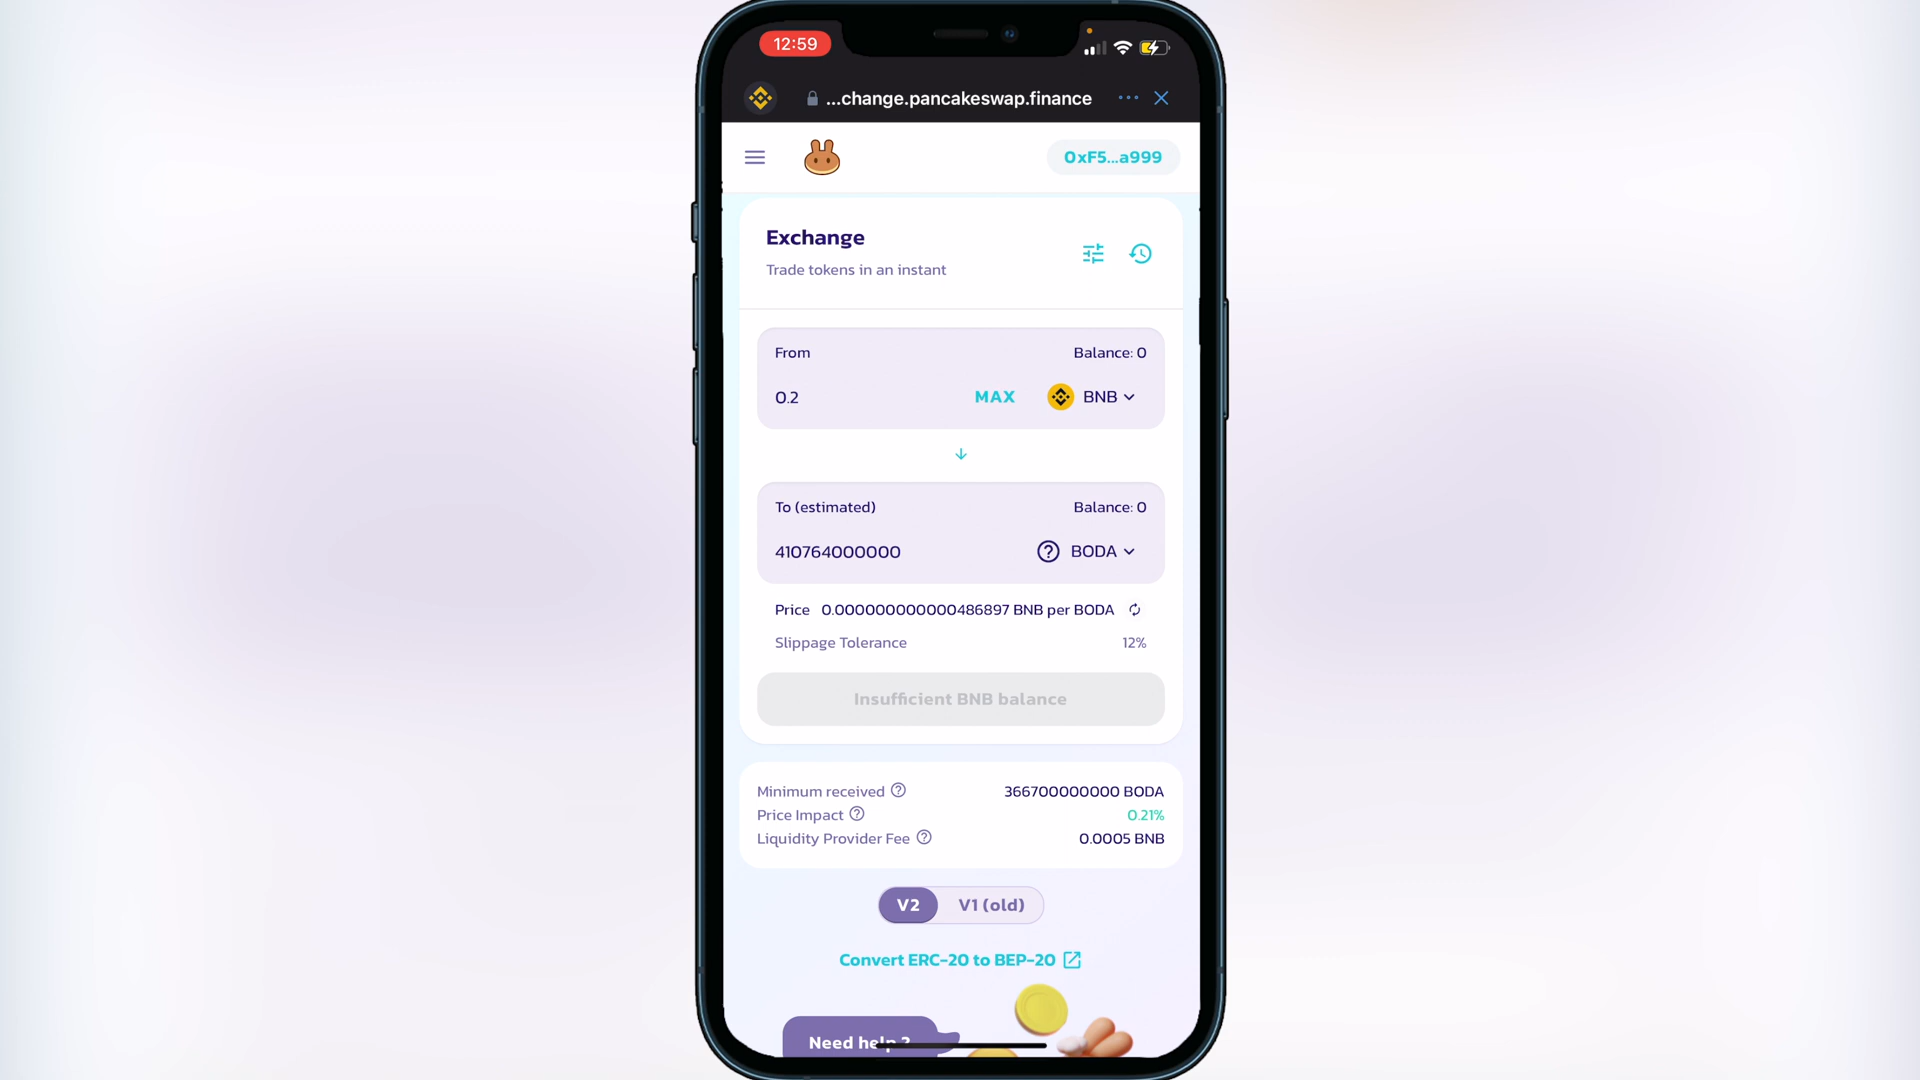 12:59
...change.pancakeswap.finance
0xF5...a999
Exchange
Trade tokens in an instant
From
Balance: 0
0.2
MAX
BNB
To (estimated)
Balance: 0
410764000000
BODA
Price 0.000000000000486897 BNB per BODA
Slippage Tolerance 12%
Insufficient BNB balance
Minimum received 366700000000 BODA
Price Impact 0.21%
Liquidity Provider Fee 0.0005 BNB
V2 V1 (old)
Convert ERC-20 to BEP-20
Need help ?